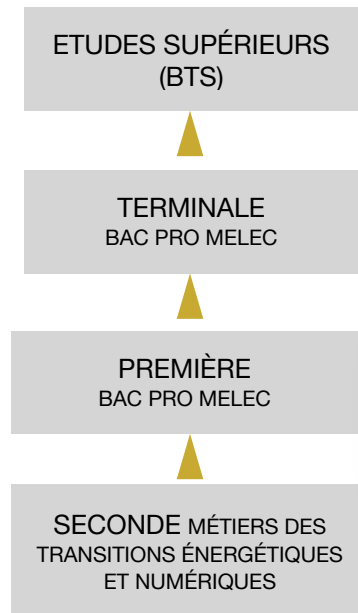 ETUDES SUPÉRIEURS
(BTS)
TERMINALE
BAC PRO MELEC
PREMIÈRE
BAC PRO MELEC
SECONDE MÉTIERS DES
TRANSITIONS ÉNERGÉTIQUES
ET NUMÉRIQUES